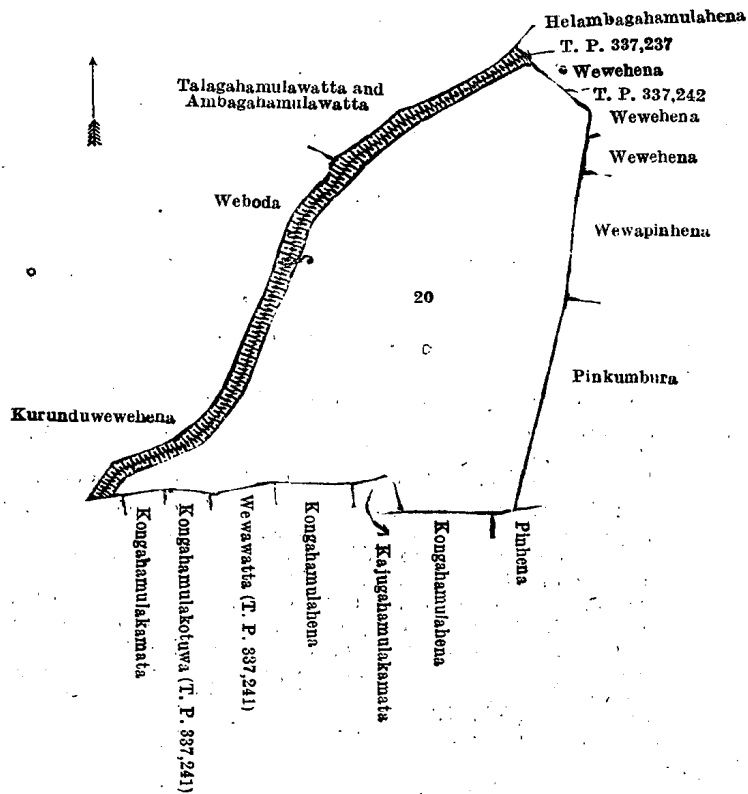 Helambagahamulahena
T. P. 337,237
Wewehena
T. P. 337,242
Talagahamulawatta and
Ambagahamulawatta
Wewehena
Wewehena
Weboda
Wewapinhena
20
Pinkumbura
Kurunduwewehena
Kongahamulakamata
Kongahamulakotuwa (T. P. 337,241)
Wewawatta (T. P. 337,241)
Kongahamulahena
Kajugahamulakamata
Kongahamulahena
Pinhena